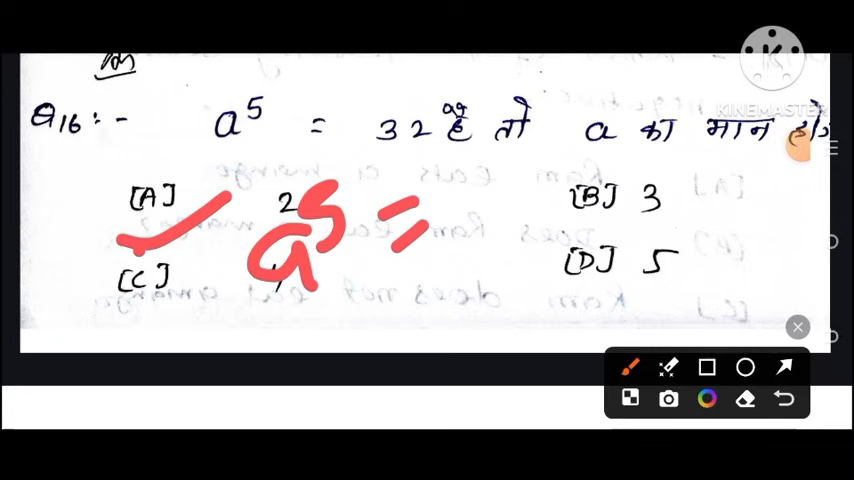 KINEMASTER
Q16:- a⁵ = 32 है तो a का मान
[A] 2 [B] 3
a⁵ =
[C] [D] 5